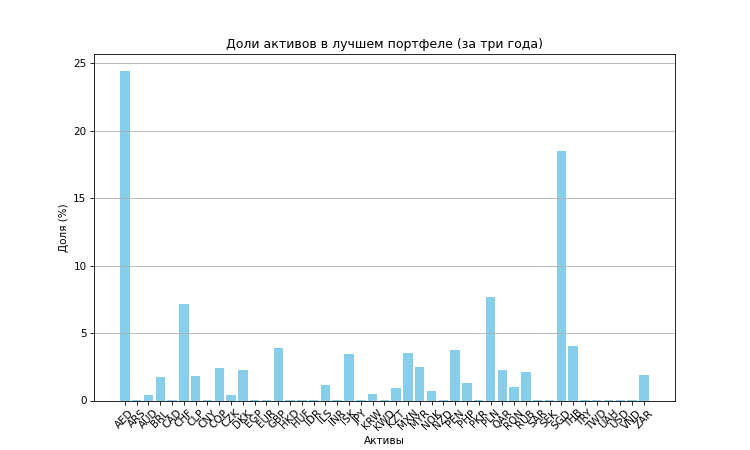 Доли активов в лучшем портфеле (за три года)
25
20
15
10
5
0
Доля (%)
AED ARS AUD BRL CAD CHF CLP CNY COP CZK DKK EGP EUR GBP HKD HUF IDR ILS INR ISK JPY KRW KWD KZT MXN MYR NOK NZD PEN PHP PKR PLN QAR RON RUB SAR SEK SGD THB TRY TWD UAH USD VND ZAR
Активы